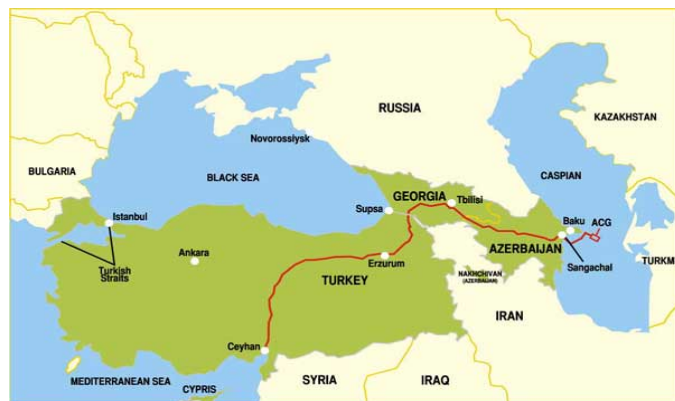 RUSSIA
KAZAKHSTAN
Novorossiysk
BULGARIA
BLACK SEA
CASPIAN
GEORGIA
Tbilisi
Supsa
Istanbul
Baku
ACG
AZERBAIJAN
Ankara
Erzurum
Sangachal
TURKM
Turkish
Straits
TURKEY
NAKHCHIVAN
(AZERBAIJAN)
IRAN
Ceyhan
MEDITERRANEAN SEA
CYPRIS
SYRIA
IRAQ